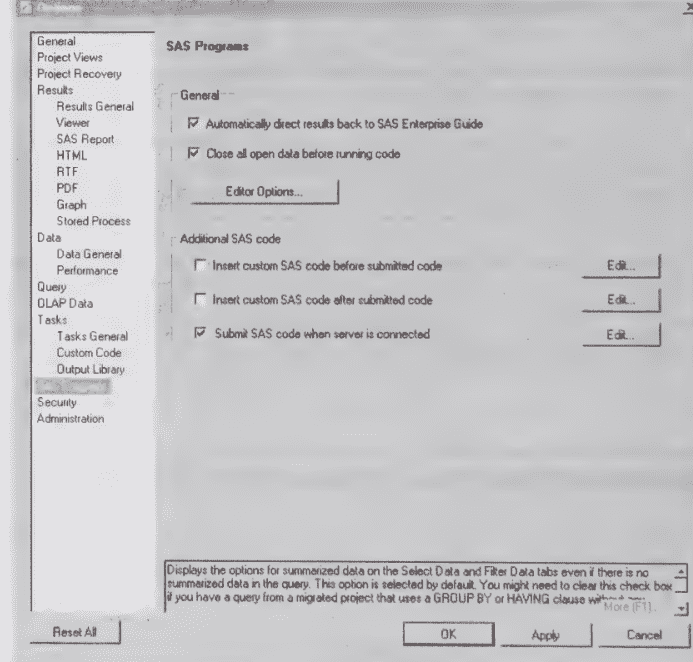 General
Project Views
Project Recovery
Results
Results General
Viewer
SAS Report
HTML
RTF
PDF
Graph
Stored Process
Data
Data General
Performance
Query
OLAP Data
Tasks
Tasks General
Custom Code
Output Library
Security
Administration
SAS Programs
General
Automatically direct results back to SAS Enterprise Guide
Close all open data before running code
Editor Options...
Additional SAS code
Insert custom SAS code before submitted code
Edit...
Insert custom SAS code after submitted code
Edit...
Submit SAS code when server is connected
Edit...
Displays the options for summarized data on the Select Data and Filter Data tabs even if there is no
summarized data in the query. This option is selected by default. You might need to clear this check box
if you have a query from a migrated project that uses a GROUP BY or HAVING clause
More (F1)...
Reset All
OK
Apply
Cancel